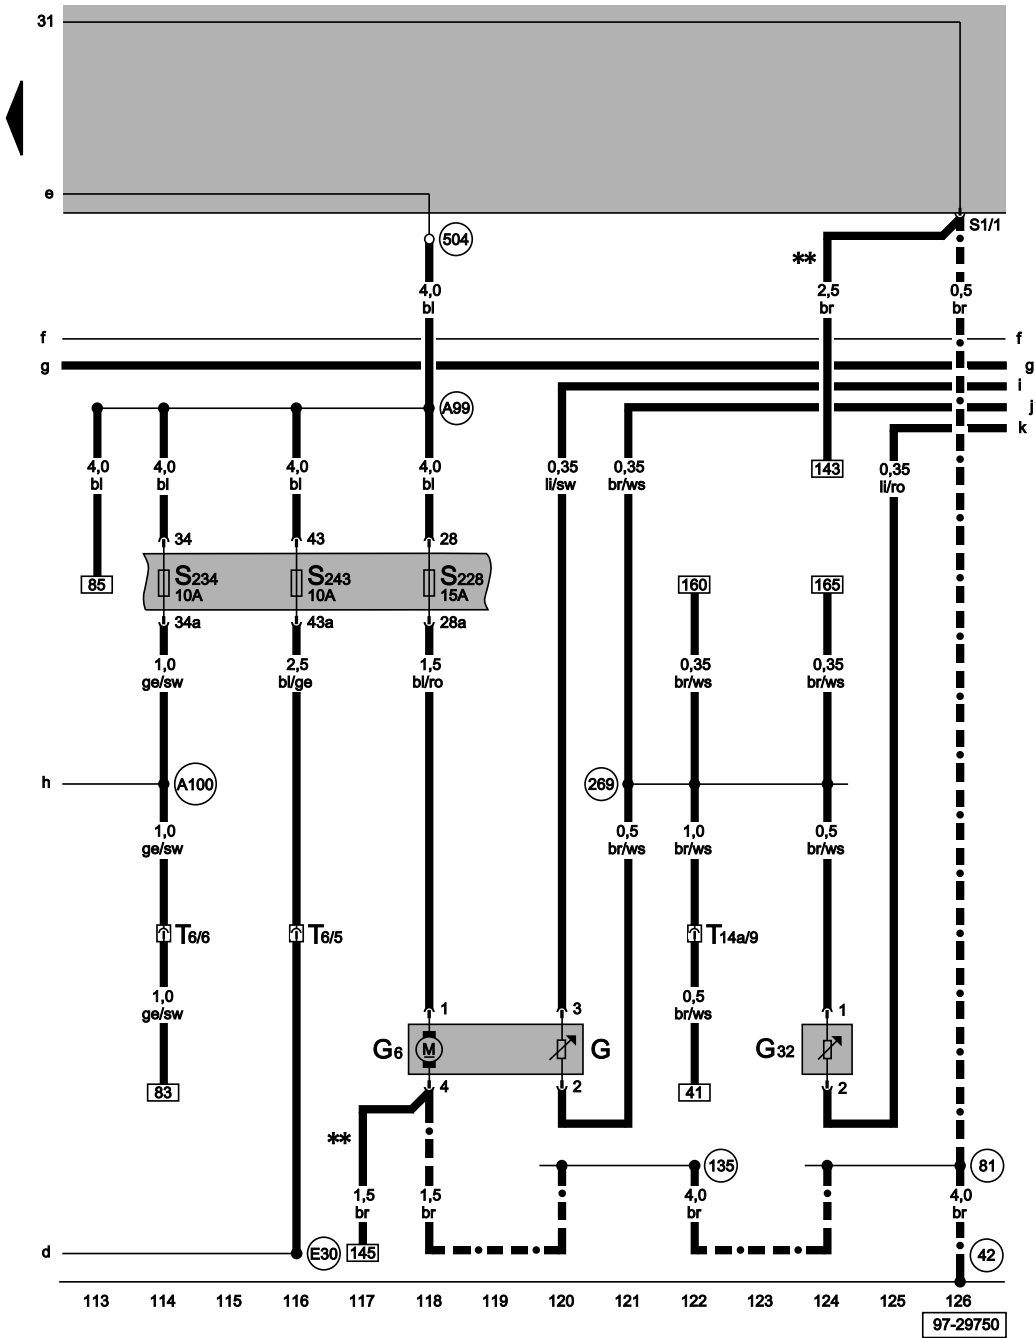 31
e
504
S1/1
**
4,0
bl
2,5
br
0,5
br
f
f
g
g
i
j
k
A99
4,0
bl
4,0
bl
4,0
bl
4,0
bl
0,35
li/sw
0,35
br/ws
143
0,35
li/ro
34
43
28
85
S234
10A
S243
10A
S228
15A
160
165
34a
43a
28a
1,0
ge/sw
2,5
bl/ge
1,5
bl/ro
0,35
br/ws
0,35
br/ws
h
A100
269
1,0
ge/sw
0,5
br/ws
1,0
br/ws
0,5
br/ws
T6/6
T6/5
T14a/9
1,0
ge/sw
0,5
br/ws
1
3
1
G6
M
G
G32
83
4
2
41
2
**
135
81
1,5
br
1,5
br
4,0
br
4,0
br
d
E30
145
42
113 114 115 116 117 118 119 120 121 122 123 124 125 126
97-29750